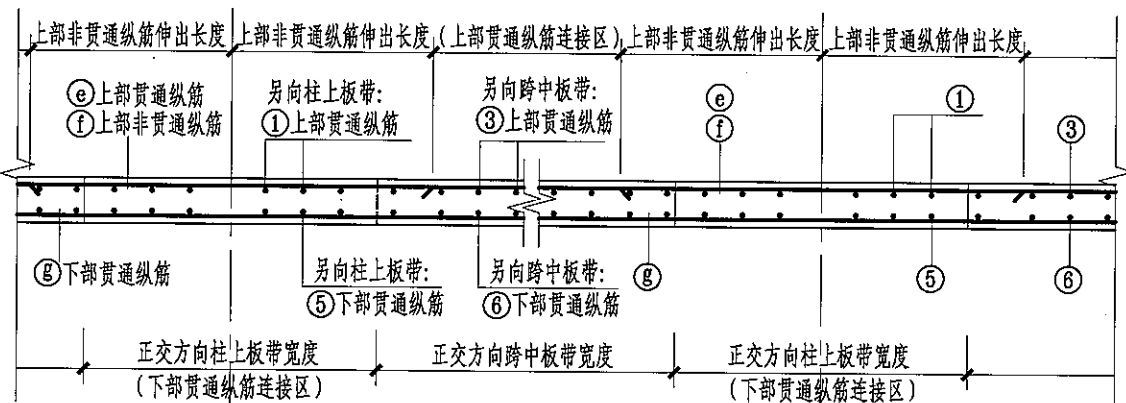 上部非贯通纵筋伸出长度 上部非贯通纵筋伸出长度 (上部贯通纵筋连接区) 上部非贯通纵筋伸出长度 上部非贯通纵筋伸出长度
ⓔ上部贯通纵筋 另向柱上板带: 另向跨中板带: ⓔ ①
ⓕ上部非贯通纵筋 ①上部贯通纵筋 ③上部贯通纵筋 ⓕ ③
ⓖ下部贯通纵筋 另向柱上板带: 另向跨中板带: ⓖ ⑤ ⑥
⑤下部贯通纵筋 ⑥下部贯通纵筋
正交方向柱上板带宽度 正交方向跨中板带宽度 正交方向柱上板带宽度
(下部贯通纵筋连接区) (下部贯通纵筋连接区)